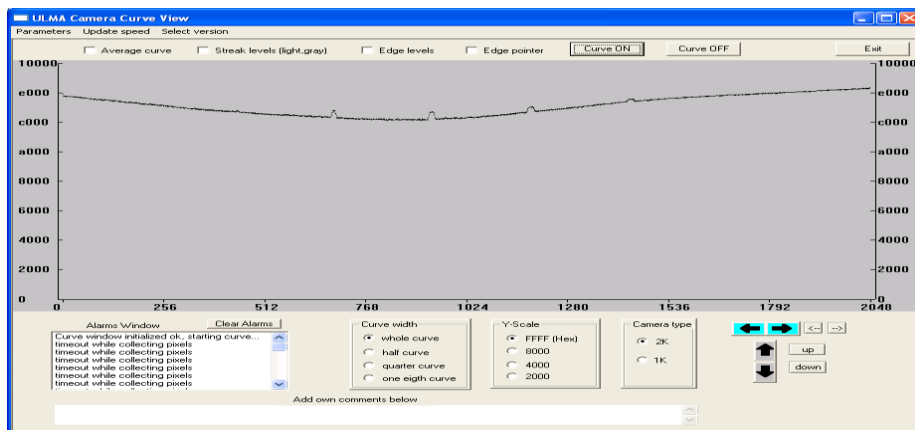 ULMA Camera Curve View
Parameters Update speed Select version
Average curve Streak levels (light,gray) Edge levels Edge pointer Curve ON Curve OFF Exit
10000 10000
e000 e000
c000 c000
a000 a000
8000 8000
6000 6000
4000 4000
2000 2000
0 0
0 256 512 768 1024 1280 1536 1792 2048
Alarms Window Clear Alarms
Curve window initialized ok, starting curve...
timeout while collecting pixels
timeout while collecting pixels
timeout while collecting pixels
timeout while collecting pixels
timeout while collecting pixels
Curve width
whole curve
half curve
quarter curve
one eigth curve
Y-Scale
FFFF (Hex)
8000
4000
2000
Camera type
2K
1K
<-- -->
up
down
Add own comments below